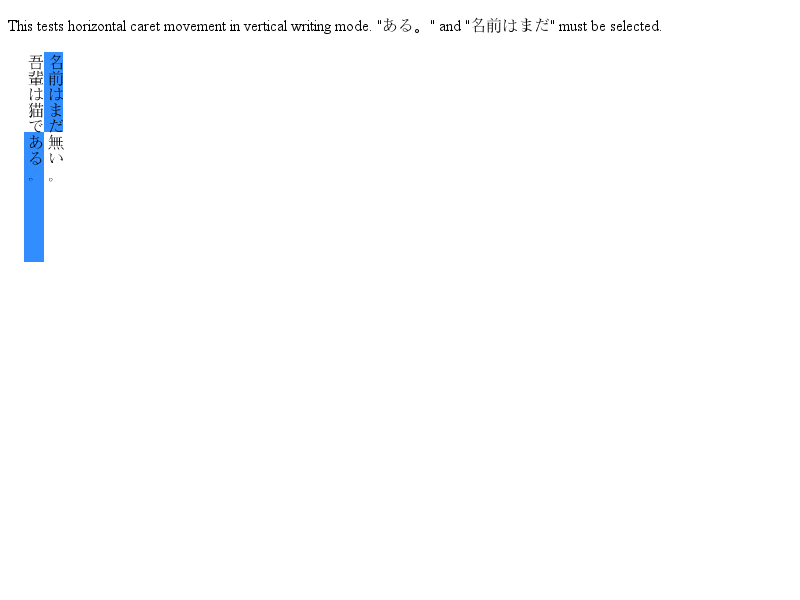 This tests horizontal caret movement in vertical writing mode. "ある。" and "名前はまだ" must be selected.
吾輩は猫である。
名前はまだ無い。